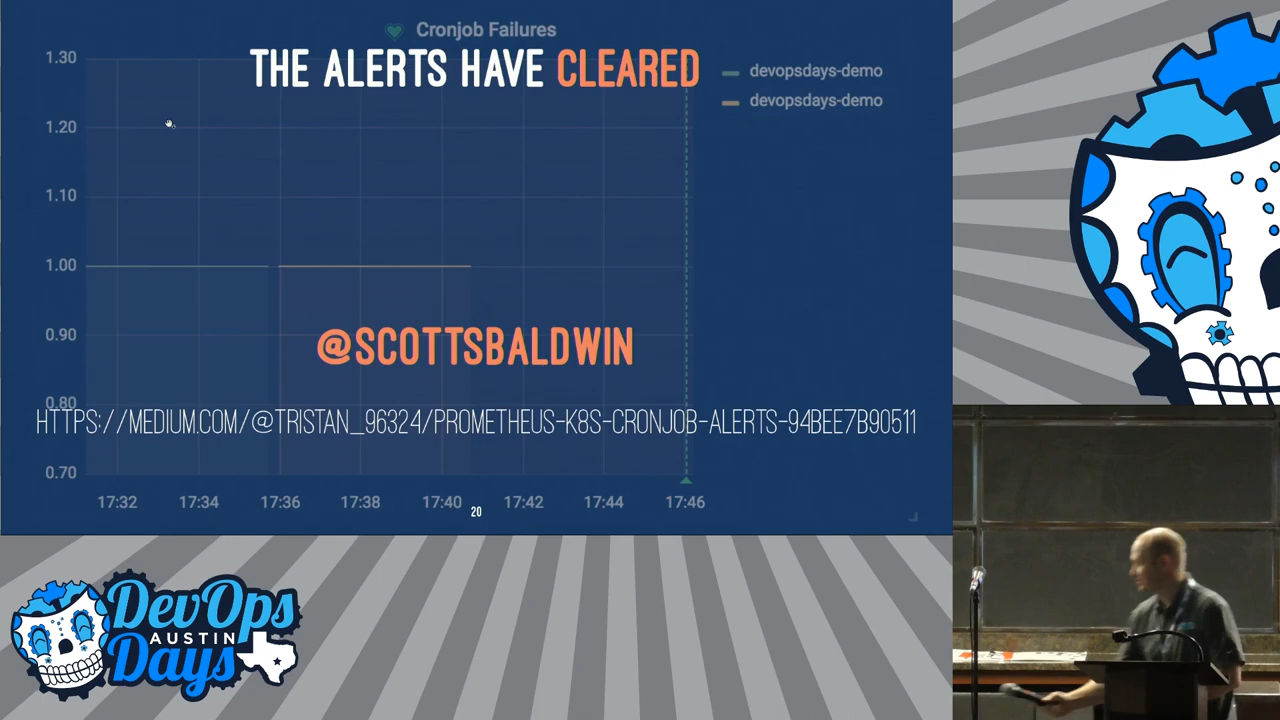 Cronjob Failures
THE ALERTS HAVE CLEARED
1.30
1.20
1.10
1.00
0.90
0.80
0.70
devopsdays-demo
devopsdays-demo
@SCOTTSBALDWIN
HTTPS://MEDIUM.COM/@TRISTAN_96324/PROMETHEUS-K8S-CRONJOB-ALERTS-94BEE7B90511
17:32 17:34 17:36 17:38 17:40 17:42 17:44 17:46
20
DevOps
AUSTIN
Days